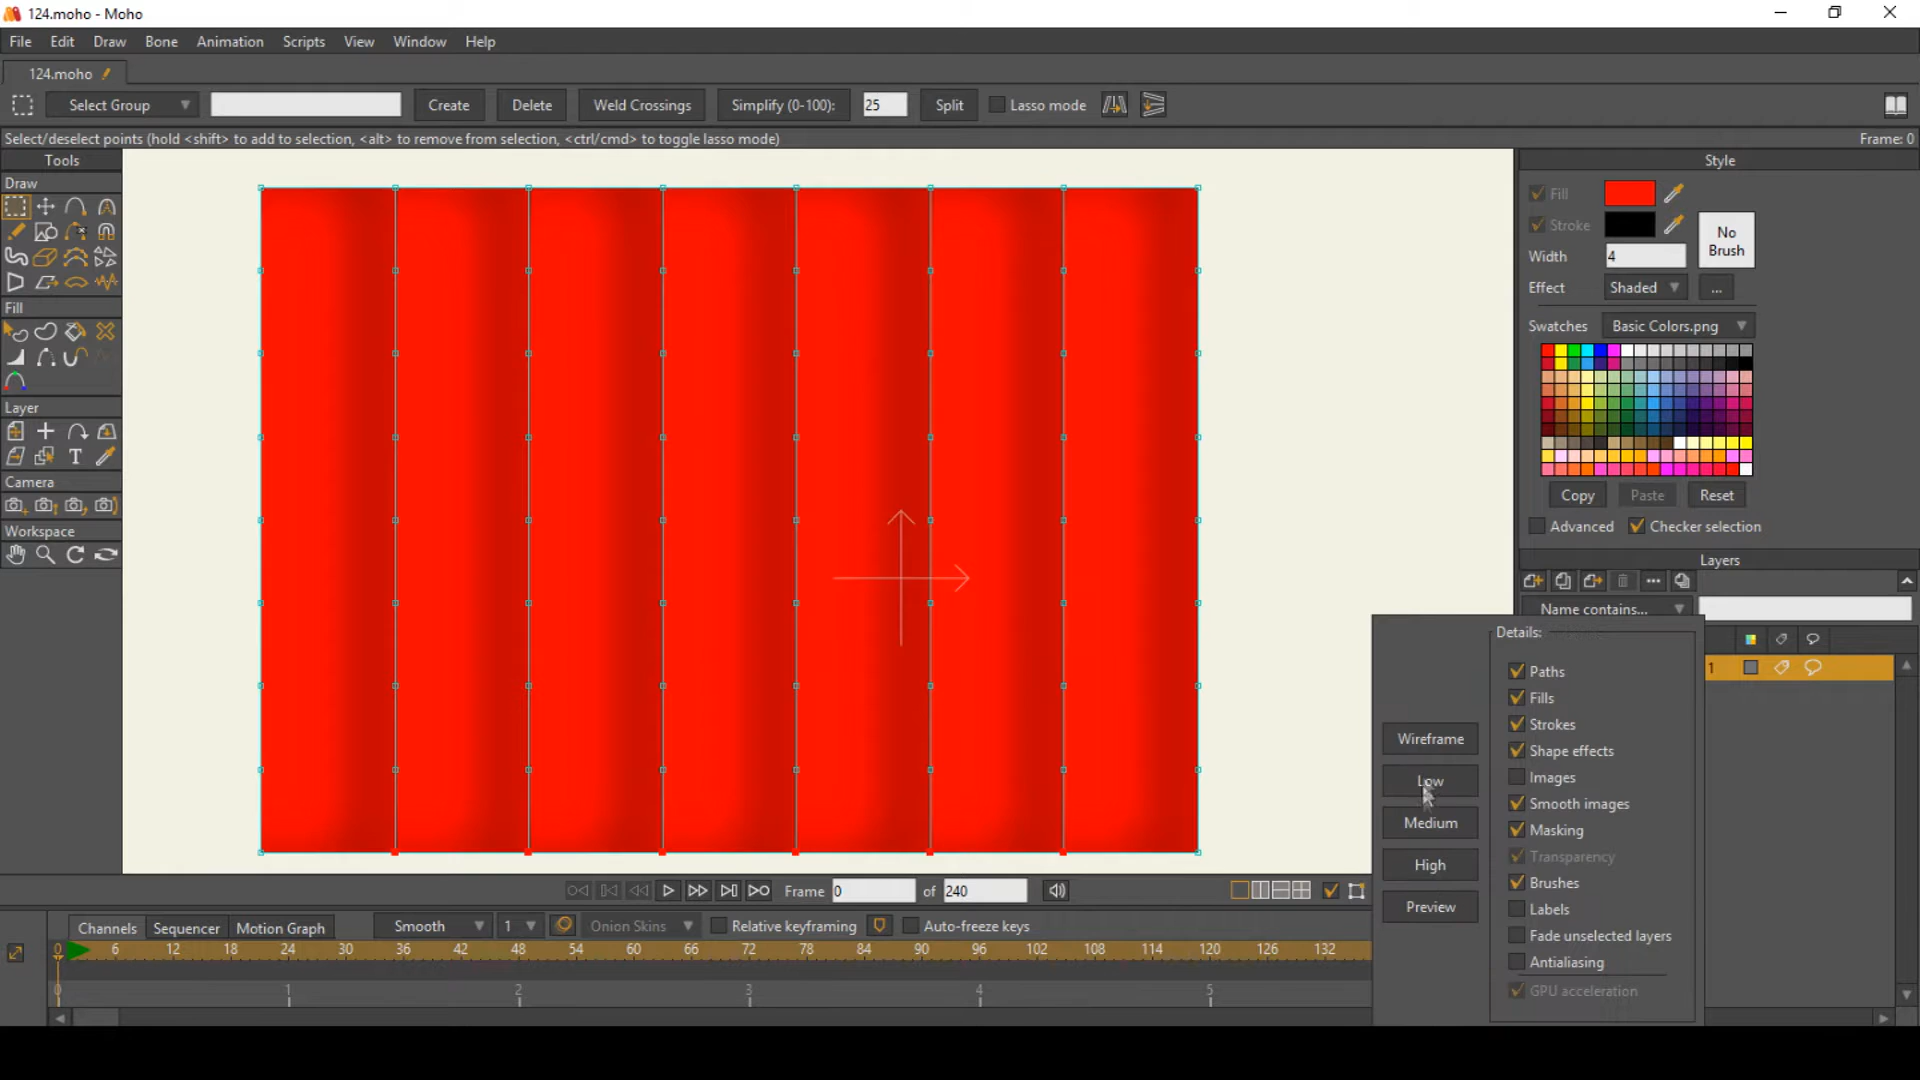 124.moho - Moho
File Edit Draw Bone Animation Scripts View Window Help
124.moho
Select Group Create Delete Weld Crossings Simplify (0-100): 25 Split Lasso mode
Select/deselect points (hold <shift> to add to selection, <alt> to remove from selection, <ctrl/cmd> to toggle lasso mode) Frame: 0
Tools
Draw
Fill
Layer
Camera
Workspace
Style
Fill
Stroke
No Brush
Width 4
Effect Shaded ...
Swatches Basic Colors.png
Copy Paste Reset
Advanced Checker selection
Layers
Name contains...
1
Details:
Paths
Fills
Strokes
Shape effects
Images
Smooth images
Masking
Transparency
Brushes
Labels
Fade unselected layers
Antialiasing
GPU acceleration
Wireframe
Low
Medium
High
Preview
Frame 0 of 240
Channels Sequencer Motion Graph Smooth 1 Onion Skins Relative keyframing Auto-freeze keys
0 6 12 18 24 30 36 42 48 54 60 66 72 78 84 90 96 102 108 114 120 126 132
0 1 2 3 4 5